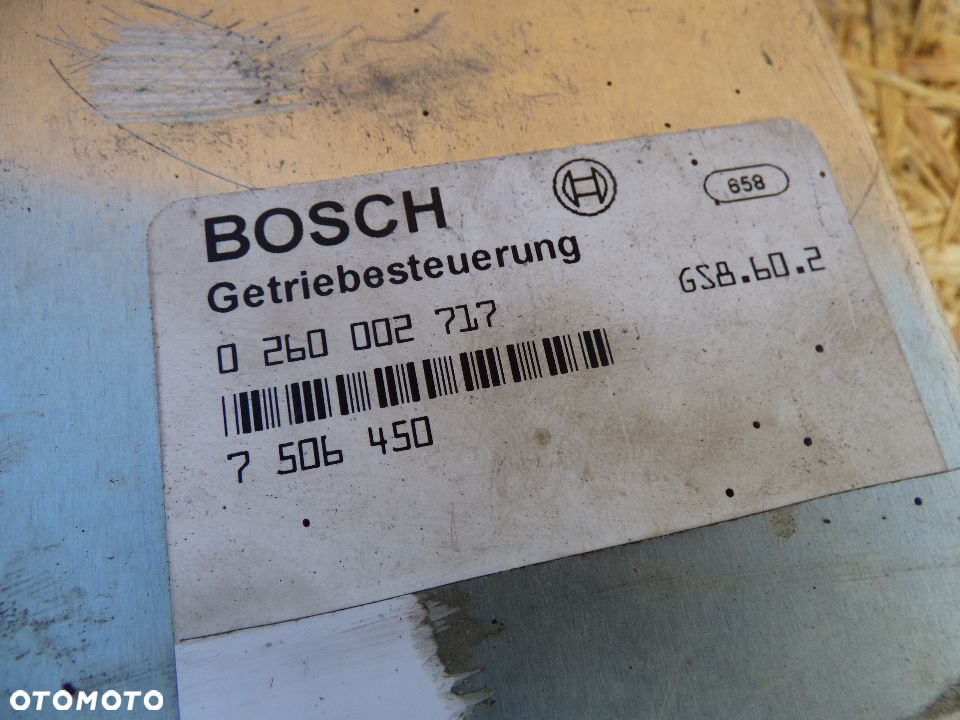 BOSCH
658
Getriebesteuerung
GS8.60.2
0 260 002 717
7 506 450
OTOMOTO